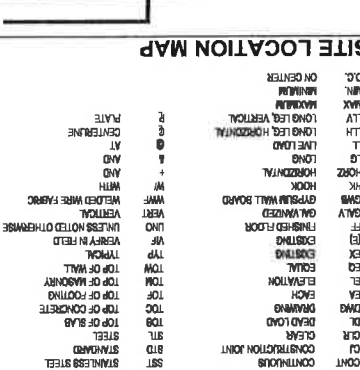 CONT CONTINUOUS SST STAINLESS STEEL
CJ CONSTRUCTION JOINT STD STANDARD
CLR CLEAR STL STEEL
DL DEAD LOAD TOS TOP OF SLAB
DWG DRAWING TOC TOP OF CONCRETE
EA EACH TOF TOP OF FOOTING
EL ELEVATION TOM TOP OF MASONRY
EQ EQUAL TOW TOP OF WALL
EX EXISTING TYP TYPICAL
(E) EXISTING VIF VERIFY IN FIELD
FF FINISHED FLOOR UNO UNLESS NOTED OTHERWISE
GALV GALVANIZED VERT VERTICAL
GWB GYPSUM WALL BOARD WWF WELDED WIRE FABRIC
HK HOOK W/ WITH
HORZ HORIZONTAL + AND
LG LONG & AND
LL LIVE LOAD @ AT
LLH LONG LEG, HORIZONTAL ℄ CENTERLINE
LLV LONG LEG, VERTICAL PL PLATE
MAX MAXIMUM
MIN. MINIMUM
O.C. ON CENTER
SITE LOCATION MAP